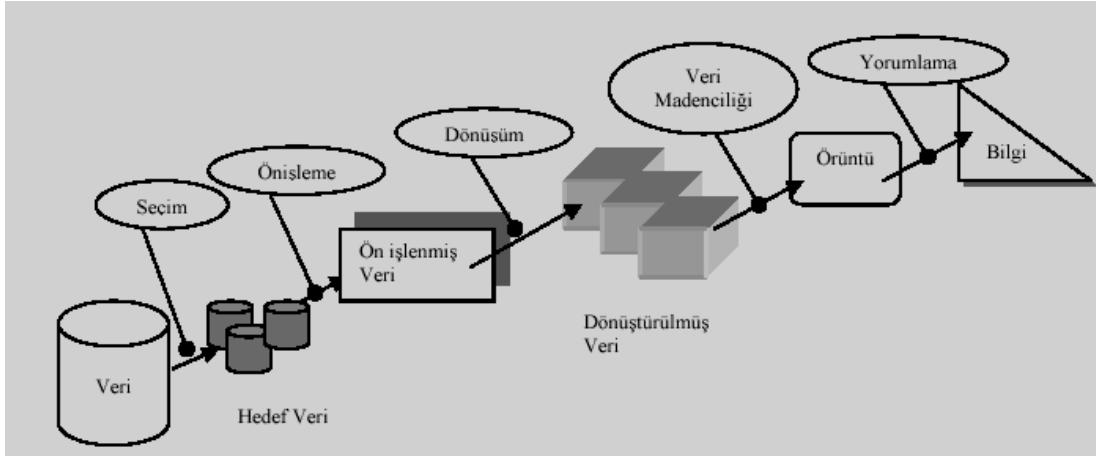 Yorumlama
Veri
Madenciliği
Dönüşüm
Örüntü
Bilgi
Önişleme
Seçim
Ön işlenmiş
Veri
Dönüştürülmüş
Veri
Veri
Hedef Veri